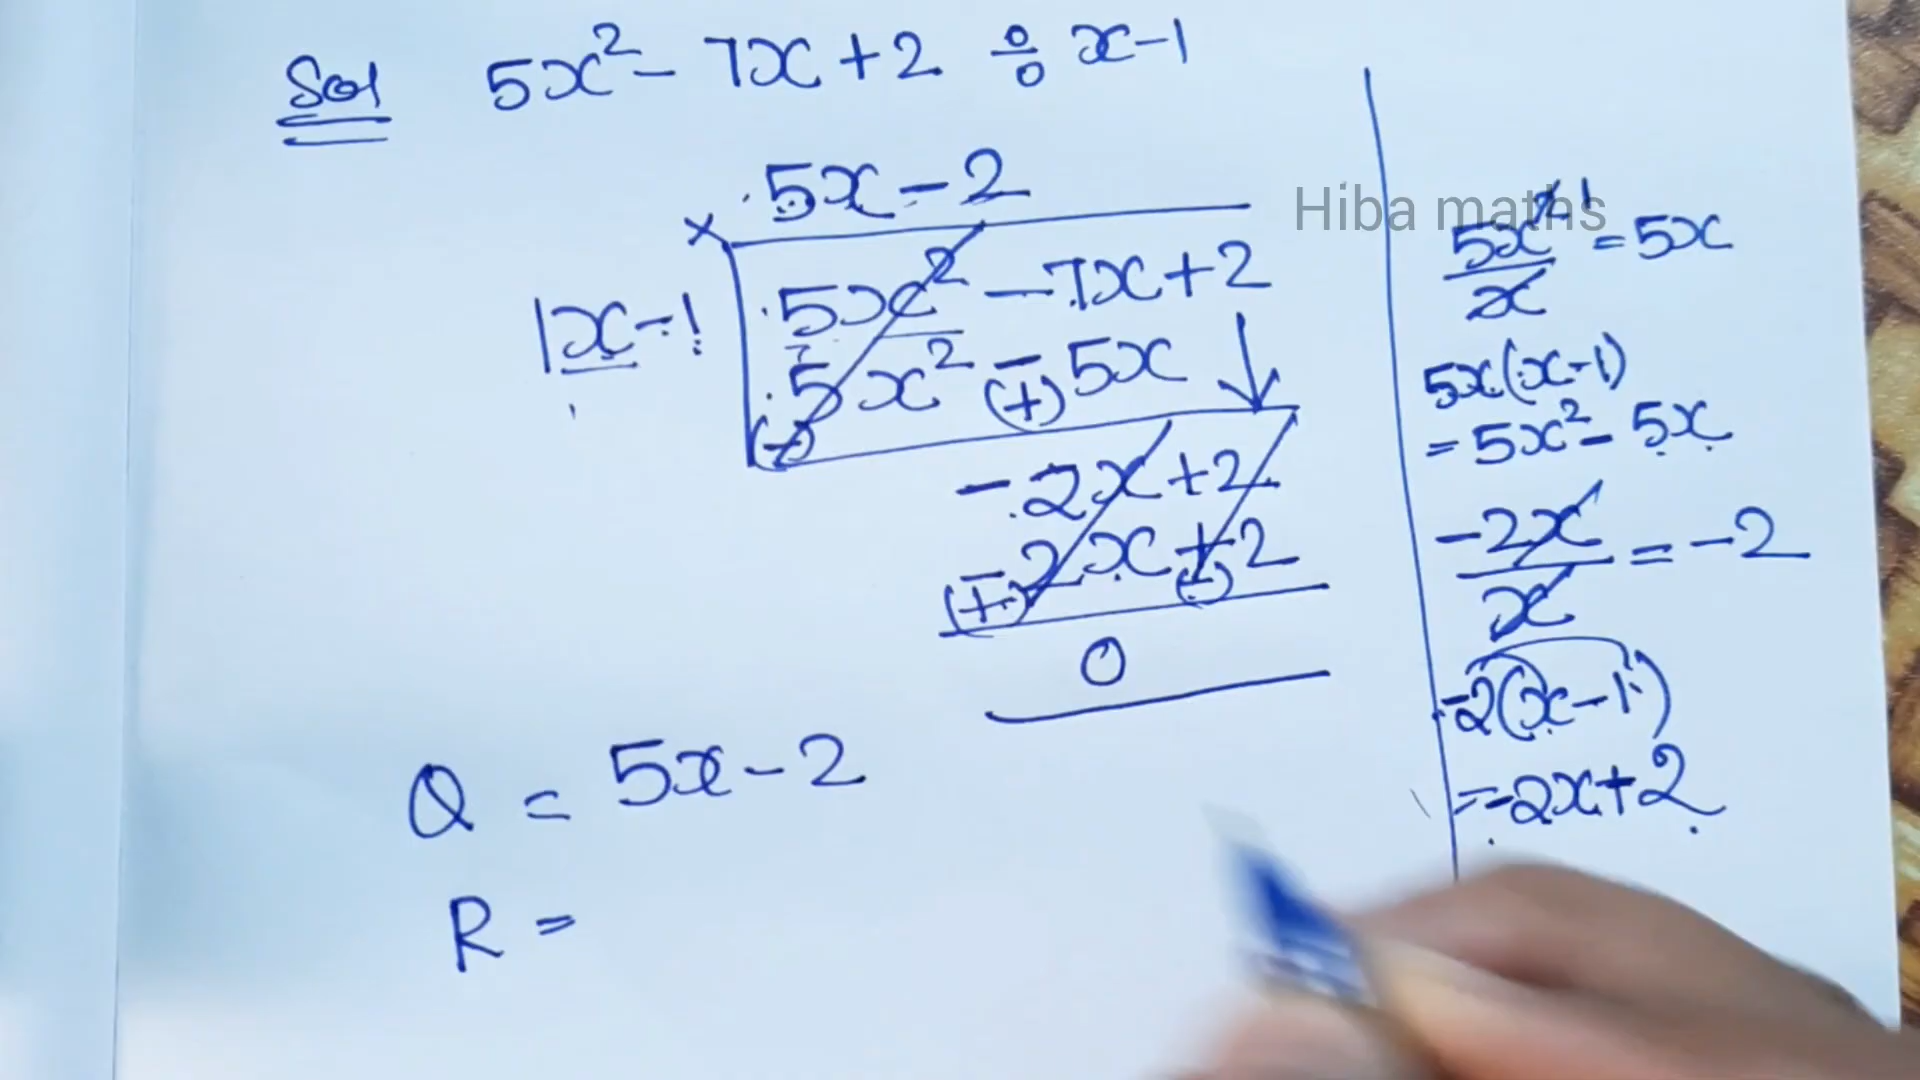 Sol 5x² - 7x + 2 ÷ x-1
5x - 2
x-1 5x² - 7x + 2
5x² - 5x
(-) (+)
-2x + 2
-2x + 2
(+) (-)
0
Q = 5x - 2
R =
Hiba maths
5x²/x = 5x
5x(x-1)
= 5x² - 5x
-2x/x = -2
-2(x-1)
= -2x+2